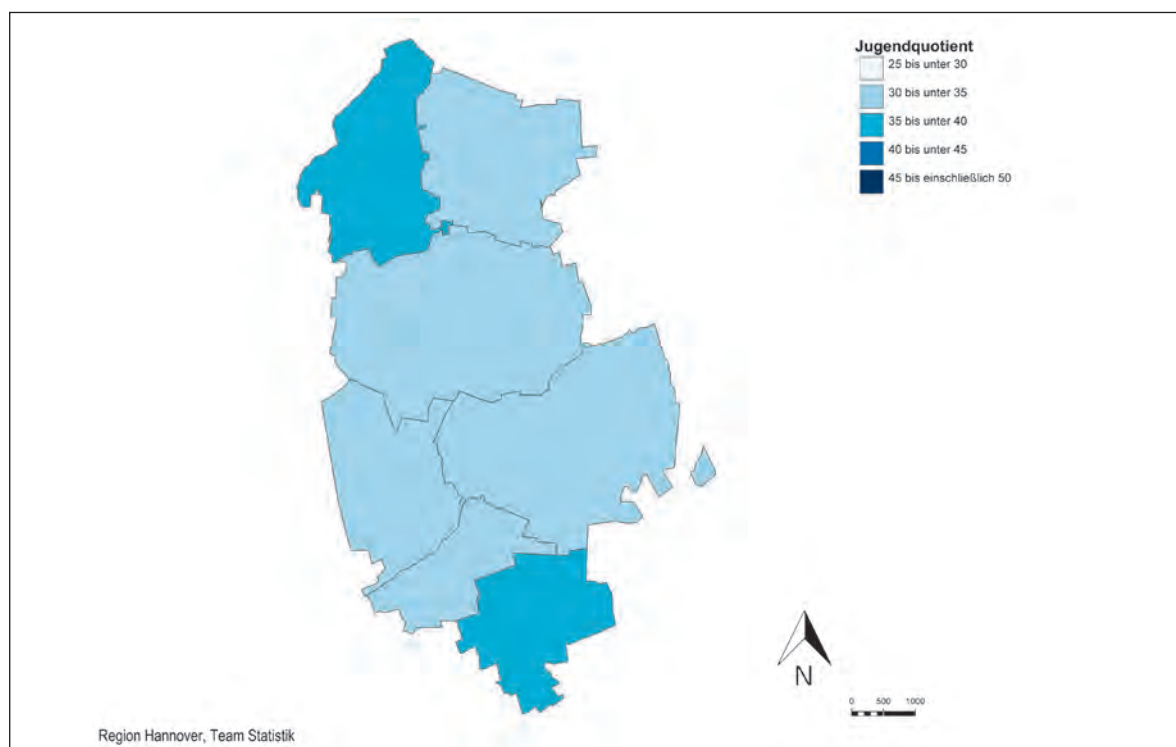 Jugendquotient
25 bis unter 30
30 bis unter 35
35 bis unter 40
40 bis unter 45
45 bis einschließlich 50
N
0 500 1000
Region Hannover, Team Statistik